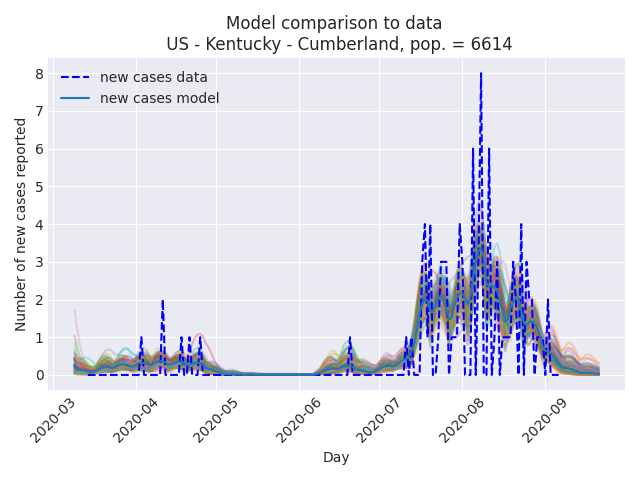 Model comparison to data
US - Kentucky - Cumberland, pop. = 6614
new cases data
new cases model
Number of new cases reported
8
7
6
5
4
3
2
1
0
2020-03
2020-04
2020-05
2020-06
2020-07
2020-08
2020-09
Day